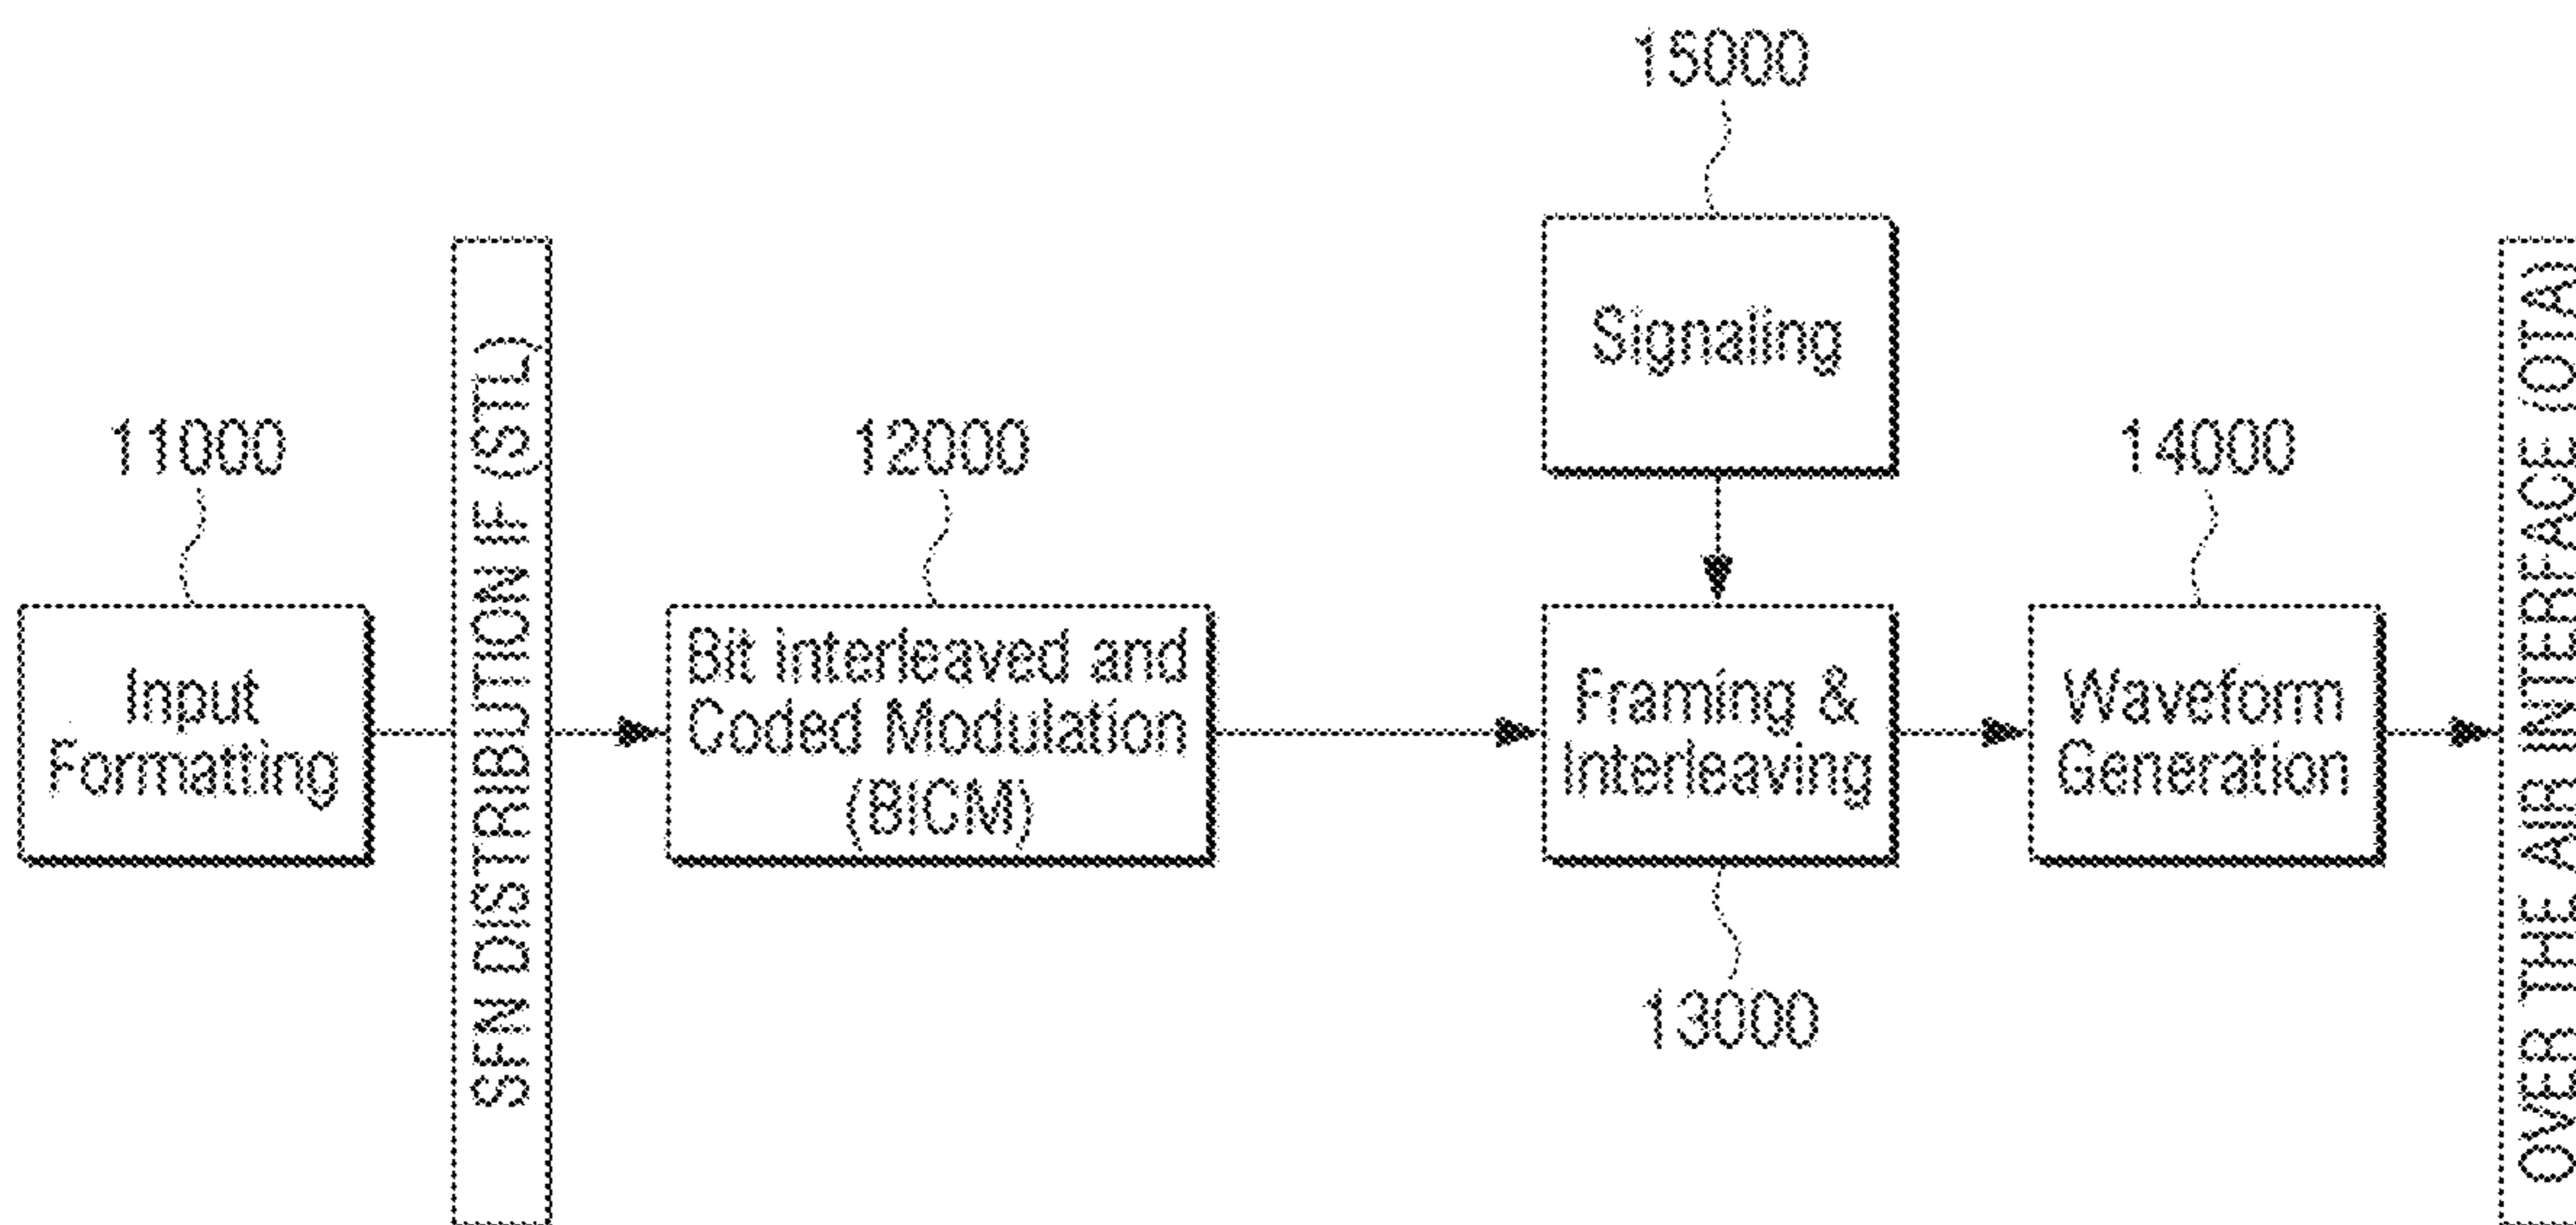 15000
Signaling
11000
SFN DISTRIBUTION IF (STL)
12000
14000
OVER THE AIR INTERFACE (OTA)
Input
Formatting
Bit Interleaved and
Coded Modulation
(BICM)
Framing &
Interleaving
Waveform
Generation
13000